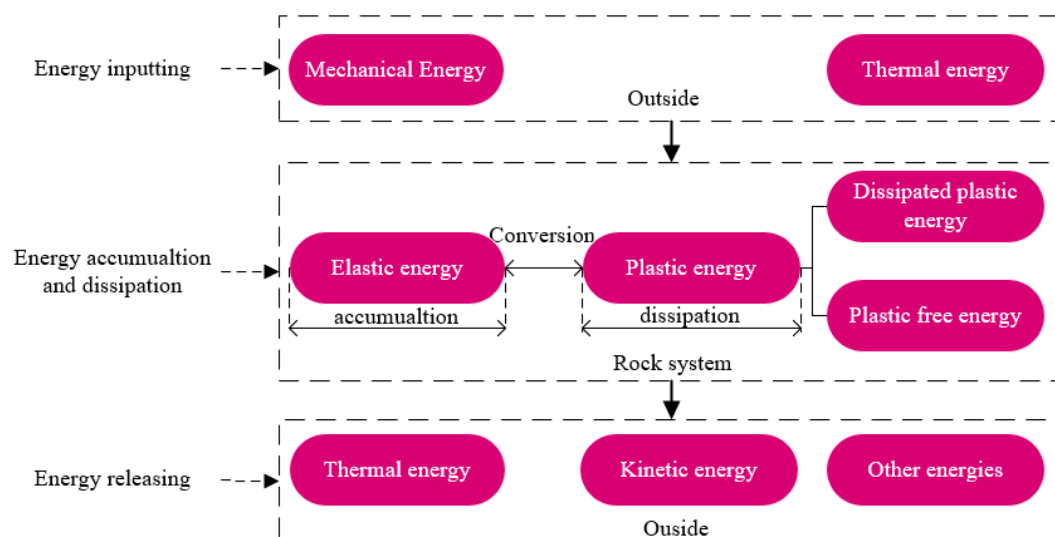 Energy inputting
Mechanical Energy
Thermal energy
Outside
Energy accumualtion
and dissipation
Elastic energy
Conversion
Plastic energy
Dissipated plastic
energy
Plastic free energy
accumualtion
dissipation
Rock system
Energy releasing
Thermal energy
Kinetic energy
Other energies
Ouside